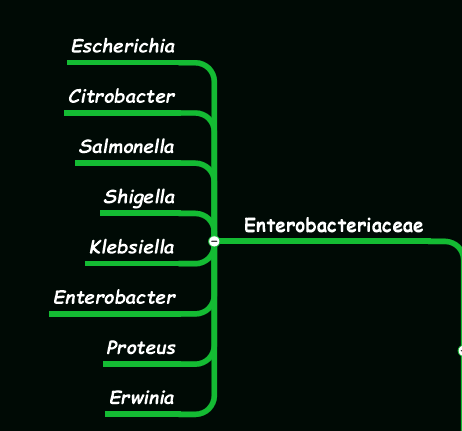 Escherichia
Citrobacter
Salmonella
Shigella
Enterobacteriaceae
Klebsiella
Enterobacter
Proteus
Erwinia